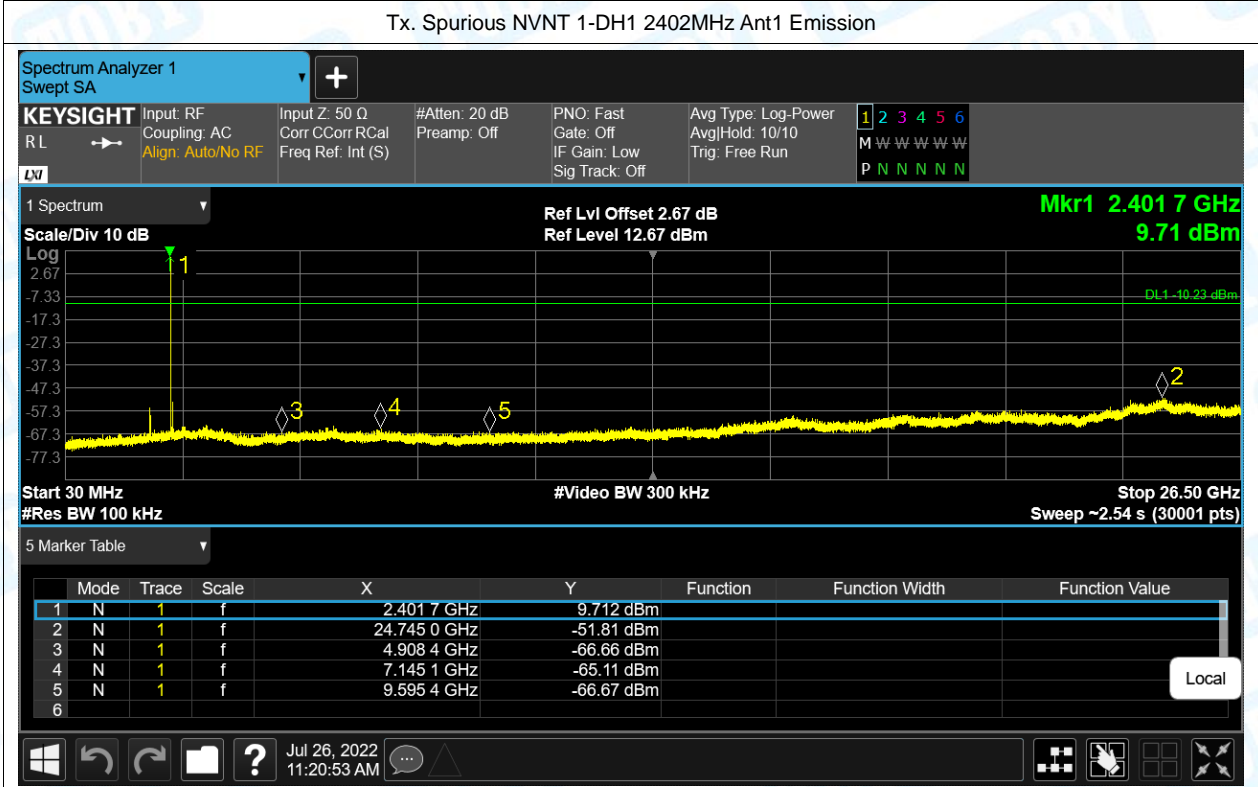 Tx. Spurious NVNT 1-DH1 2402MHz Ant1 Emission
Spectrum Analyzer 1
Swept SA
+
KEYSIGHT
R L
LXI
Input: RF
Coupling: AC
Align: Auto/No RF
Input Z: 50 Ω
Corr CCorr RCal
Freq Ref: Int (S)
#Atten: 20 dB
Preamp: Off
PNO: Fast
Gate: Off
IF Gain: Low
Sig Track: Off
Avg Type: Log-Power
Avg|Hold: 10/10
Trig: Free Run
1 2 3 4 5 6
M W W W W W
P N N N N N
1 Spectrum
Scale/Div 10 dB
Ref Lvl Offset 2.67 dB
Ref Level 12.67 dBm
Mkr1 2.401 7 GHz
9.71 dBm
Log
2.67
-7.33
-17.3
-27.3
-37.3
-47.3
-57.3
-67.3
-77.3
1
DL1 -10.23 dBm
2
3
4
5
Start 30 MHz
#Video BW 300 kHz
Stop 26.50 GHz
#Res BW 100 kHz
Sweep ~2.54 s (30001 pts)
5 Marker Table
Mode Trace Scale X Y Function Function Width Function Value
1 N 1 f 2.401 7 GHz 9.712 dBm
2 N 1 f 24.745 0 GHz -51.81 dBm
3 N 1 f 4.908 4 GHz -66.66 dBm
4 N 1 f 7.145 1 GHz -65.11 dBm
5 N 1 f 9.595 4 GHz -66.67 dBm
6
Local
?
Jul 26, 2022
11:20:53 AM